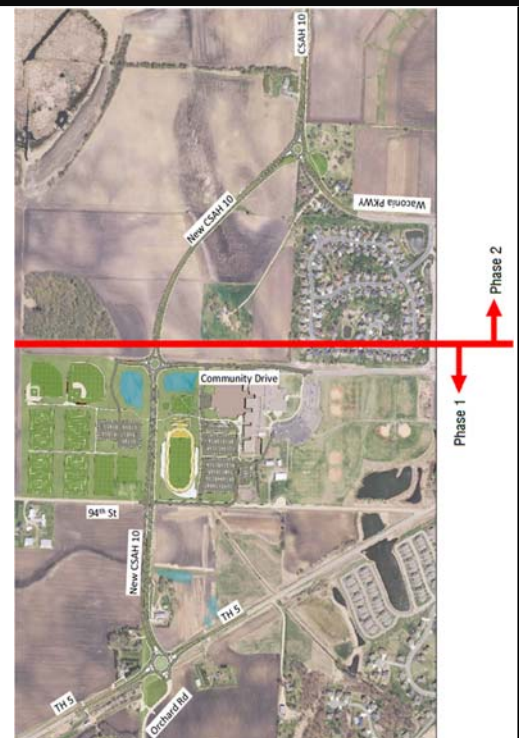 CSAH 10
Waconia PKWY
New CSAH 10
Phase 2
Community Drive
Phase 1
94th St
New CSAH 10
TH 5
TH 5
Orchard Rd